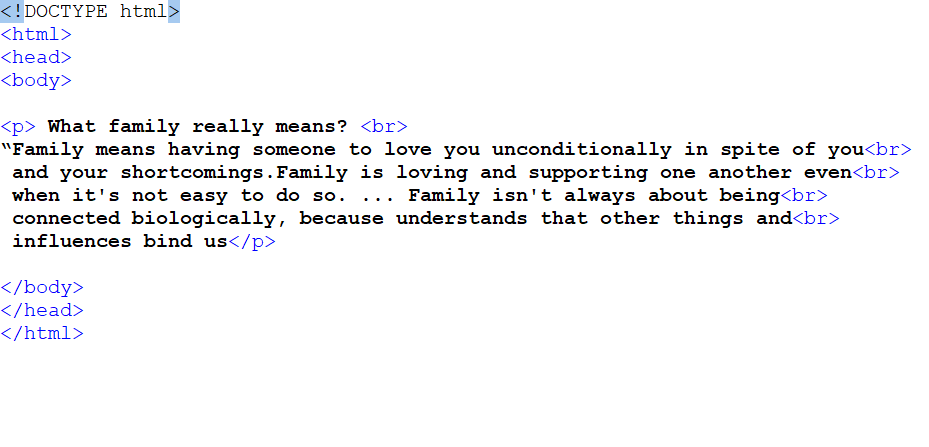 <!DOCTYPE html>
<html>
<head>
<body>
<p> What family really means? <br>
“Family means having someone to love you unconditionally in spite of you<br>
and your shortcomings.Family is loving and supporting one another even<br>
when it's not easy to do so. ... Family isn't always about being<br>
connected biologically, because understands that other things and<br>
influences bind us</p>
</body>
</head>
</html>